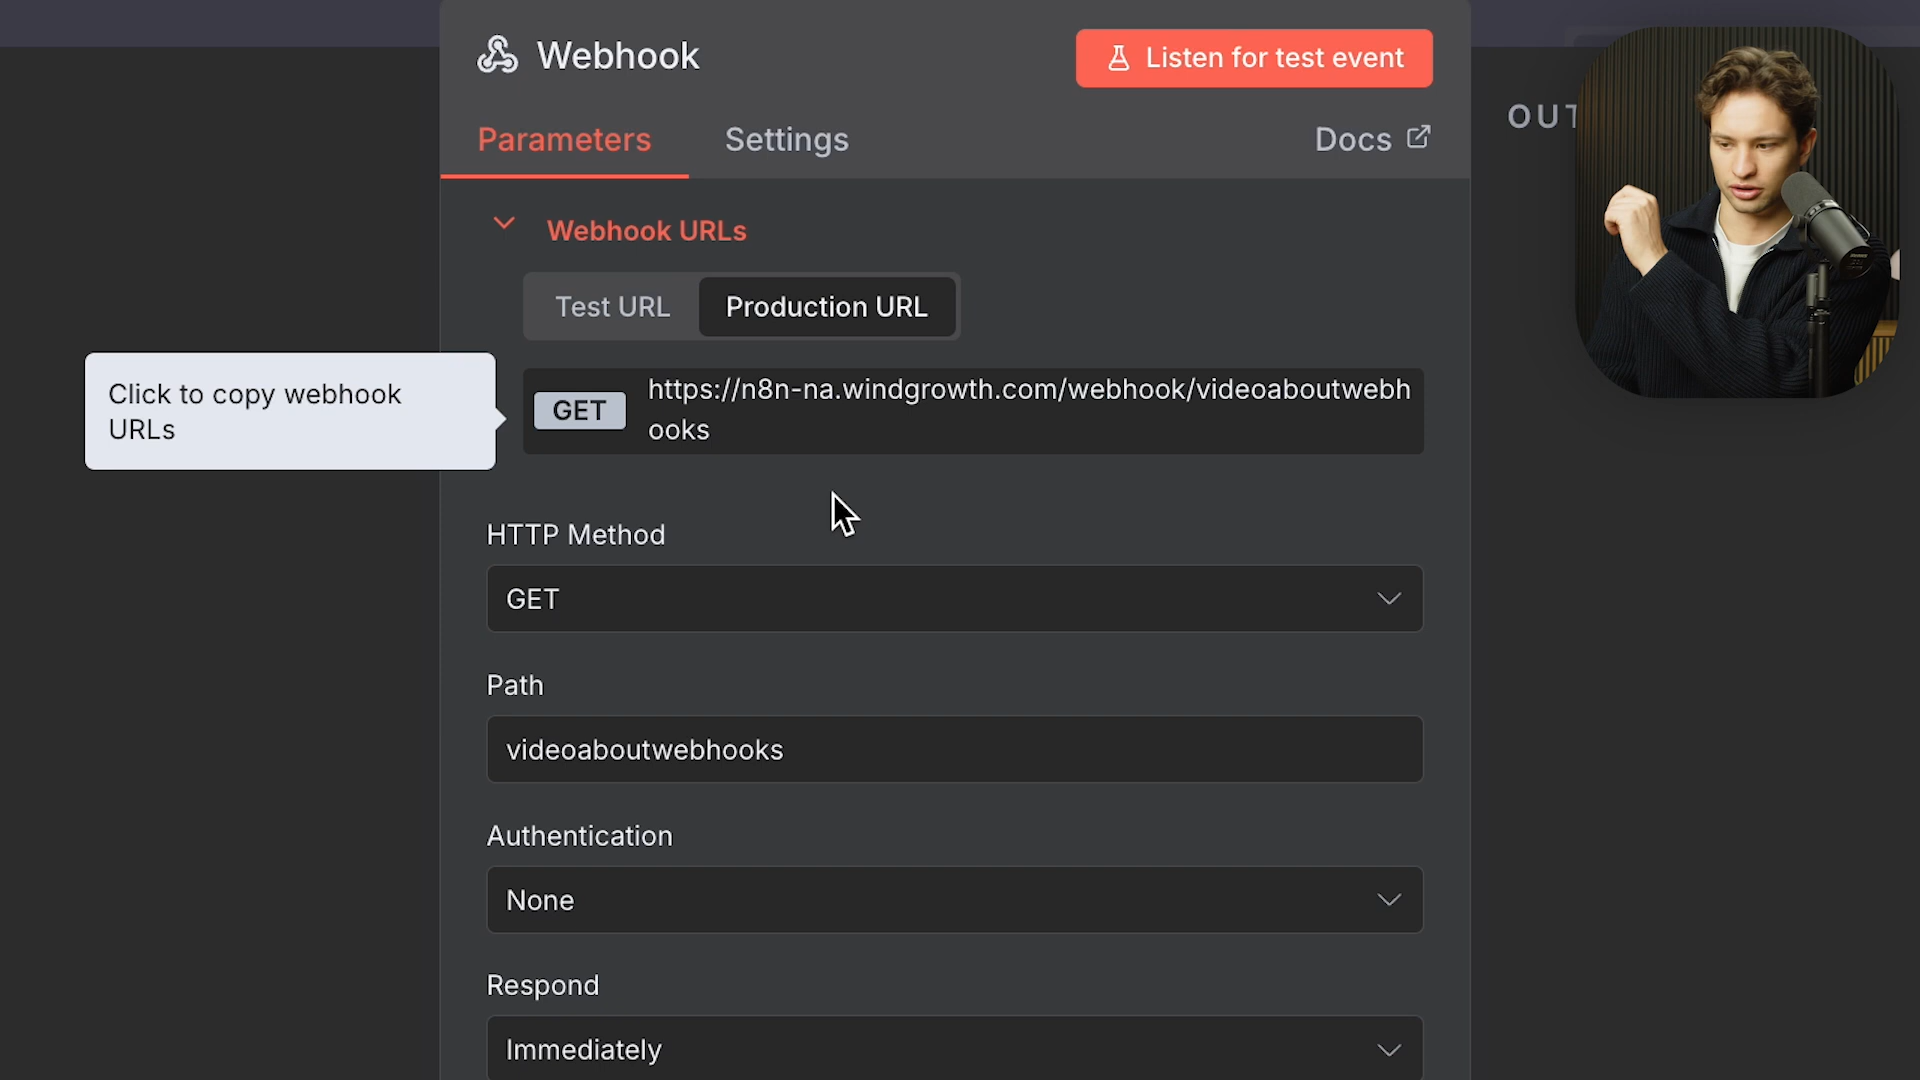 Webhook
Listen for test event
Parameters
Settings
Docs
OUT
Webhook URLs
Test URL
Production URL
Click to copy webhook
URLs
GET
https://n8n-na.windgrowth.com/webhook/videoaboutwebh
ooks
HTTP Method
GET
Path
videoaboutwebhooks
Authentication
None
Respond
Immediately